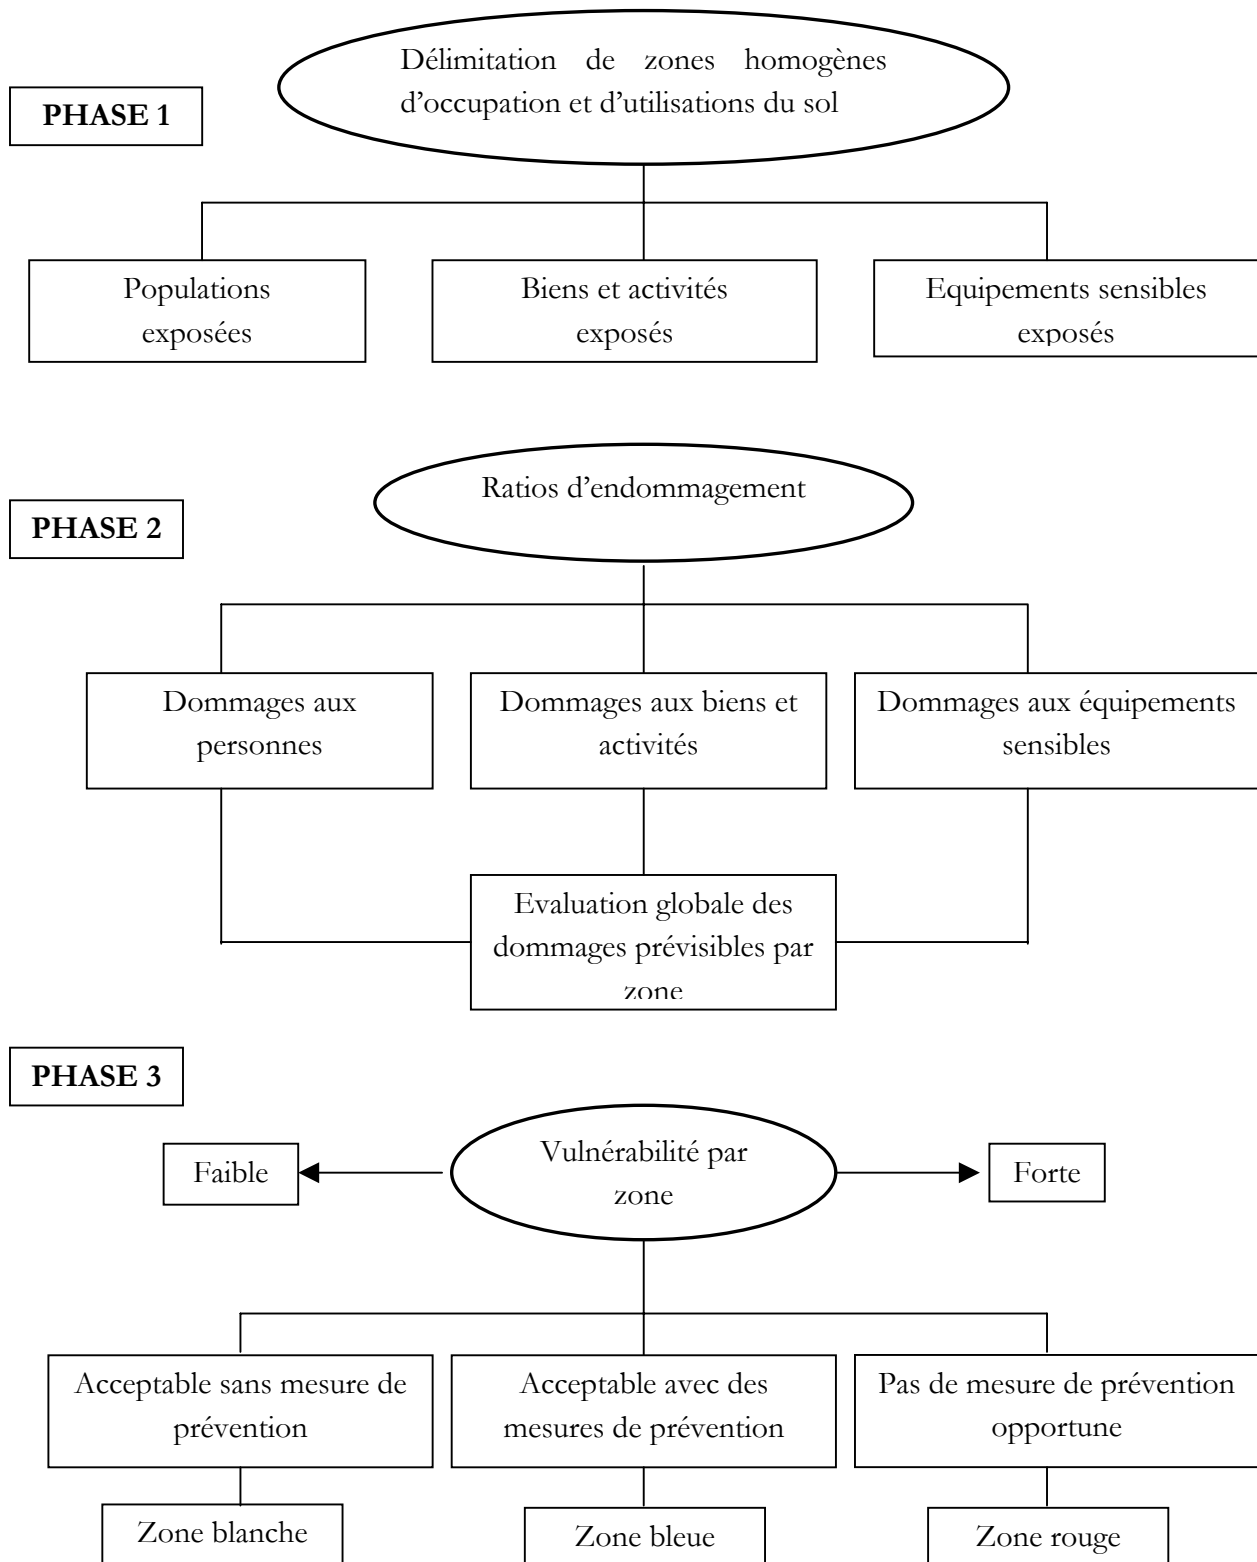 Délimitation de zones homogènes
d'occupation et d'utilisations du sol
PHASE 1
Populations
exposées
Biens et activités
exposés
Equipements sensibles
exposés
Ratios d'endommagement
PHASE 2
Dommages aux
personnes
Dommages aux biens et
activités
Dommages aux équipements
sensibles
Evaluation globale des
dommages prévisibles par
zone
PHASE 3
Faible
Vulnérabilité par
zone
Forte
Acceptable sans mesure de
prévention
Acceptable avec des
mesures de prévention
Pas de mesure de prévention
opportune
Zone blanche
Zone bleue
Zone rouge